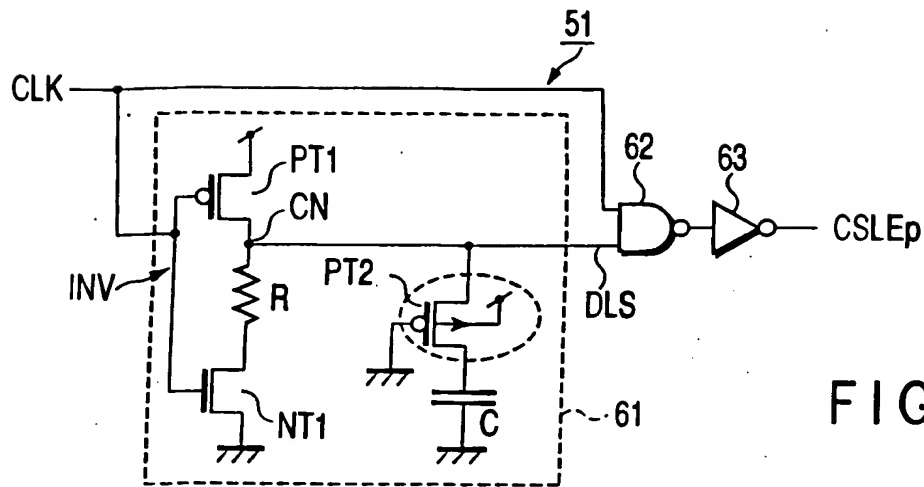 51
CLK
62
63
PT1
CN
CSLEp
PT2
INV
R
DLS
NT1
C
61
FIG